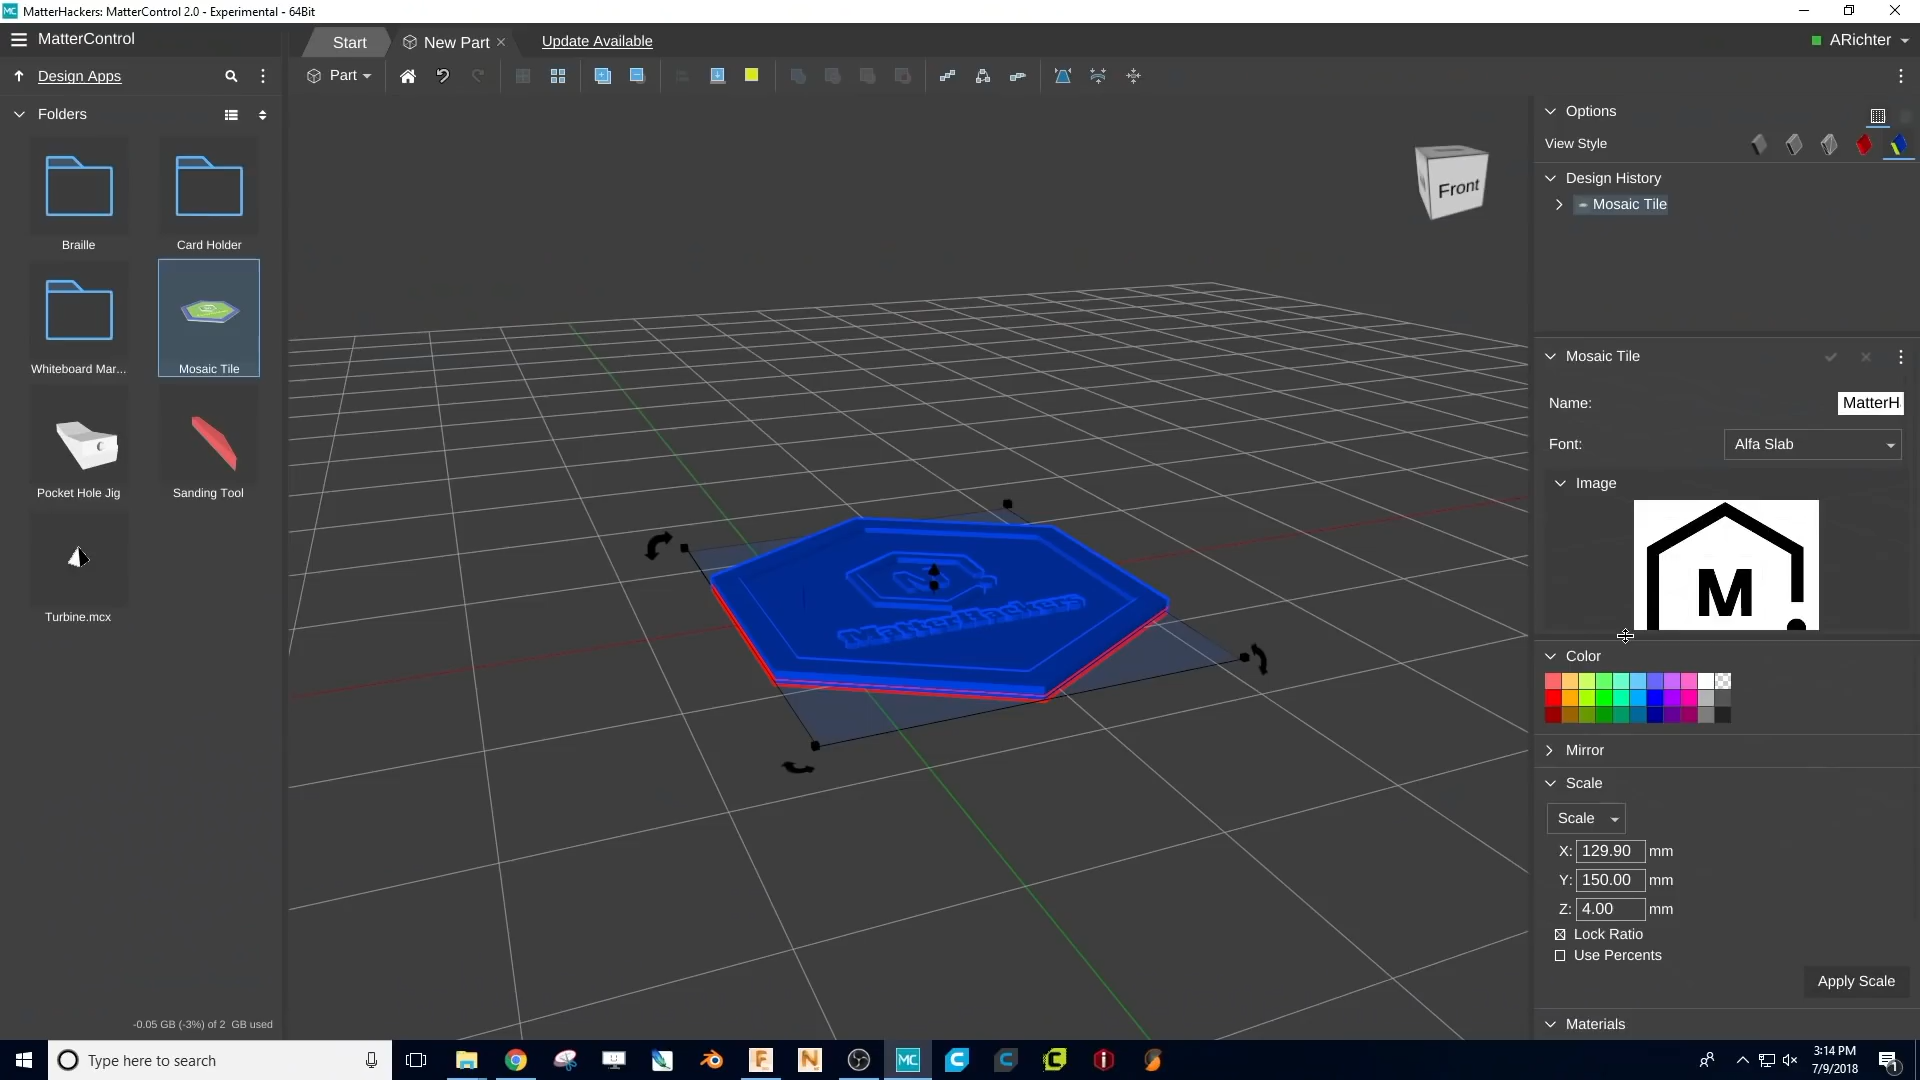 MC MatterHackers: MatterControl 2.0 - Experimental - 64Bit
MatterControl
Start
New Part
Update Available
ARichter
Design Apps
Part
Folders
Options
View Style
Braille
Card Holder
Front
Design History
Mosaic Tile
Whiteboard Mar...
Mosaic Tile
Mosaic Tile
Name:
MatterH
Font:
Alfa Slab
Image
M
Pocket Hole Jig
Sanding Tool
Turbine.mcx
M
MatterHackers
Color
Mirror
Scale
Scale
X: 129.90 mm
Y: 150.00 mm
Z: 4.00 mm
Lock Ratio
Use Percents
Apply Scale
-0.05 GB (-3%) of 2 GB used
Materials
Type here to search
F
N
MC
C
C
C
i
3:14 PM
7/9/2018
1